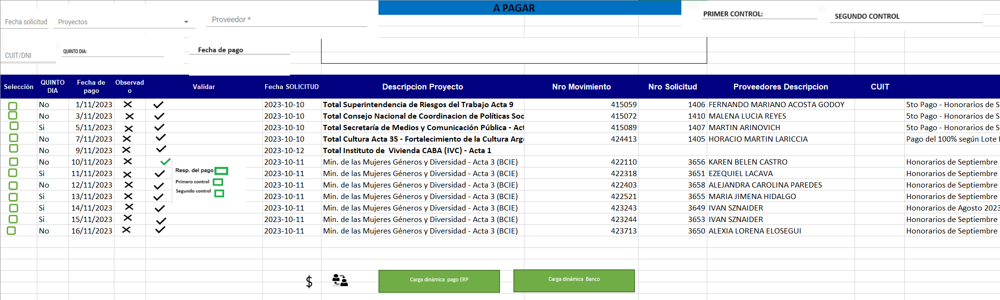 A PAGAR
Fecha solicitud
Proyectos
Proveedor *
PRIMER CONTROL:
SEGUNDO CONTROL
CUIT/DNI
QUINTO DIA:
Fecha de pago
Selección QUINTO DIA Fecha de pago Observado Validar Fecha SOLICITUD Descripcion Proyecto Nro Movimiento Nro Solicitud Proveedores Descripcion CUIT
No 1/11/2023 2023-10-10 Total Superintendencia de Riesgos del Trabajo Acta 9 415059 1406 FERNANDO MARIANO ACOSTA GODOY 5to Pago - Honorarios de S
No 3/11/2023 2023-10-10 Total Consejo Nacional de Coordinacion de Políticas Soc 415072 1410 MALENA LUCIA REYES 5to Pago - Honorarios de S
Si 5/11/2023 2023-10-10 Total Secretaría de Medios y Comunicación Pública - Act 415089 1407 MARTIN ARINOVICH 5to Pago - Honorarios de S
No 7/11/2023 2023-10-10 Total Cultura Acta 35 - Fortalecimiento de la Cultura Arg 424413 1405 HORACIO MARTIN LARICCIA Pago del 100% según Lote
No 9/11/2023 2023-10-12 Total Instituto de Vivienda CABA (IVC) - Acta 1
No 10/11/2023 2023-10-11 Min. de las Mujeres Géneros y Diversidad - Acta 3 (BCIE) 422110 3656 KAREN BELEN CASTRO Honorarios de Septiembre
Resp. del pago
Si 11/11/2023 2023-10-11 Min. de las Mujeres Géneros y Diversidad - Acta 3 (BCIE) 422318 3651 EZEQUIEL LACAVA Honorarios de Septiembre
Primero control
No 12/11/2023 2023-10-11 Min. de las Mujeres Géneros y Diversidad - Acta 3 (BCIE) 422403 3658 ALEJANDRA CAROLINA PAREDES Honorarios de Septiembre
Segundo control
Si 13/11/2023 2023-10-11 Min. de las Mujeres Géneros y Diversidad - Acta 3 (BCIE) 422521 3655 MARIA JIMENA HIDALGO Honorarios de Septiembre
Si 14/11/2023 2023-10-11 Min. de las Mujeres Géneros y Diversidad - Acta 3 (BCIE) 423243 3649 IVAN SZNAIDER Honorarios de Agosto 2023
Si 15/11/2023 2023-10-11 Min. de las Mujeres Géneros y Diversidad - Acta 3 (BCIE) 423244 3653 IVAN SZNAIDER Honorarios de Septiembre
No 16/11/2023 2023-10-11 Min. de las Mujeres Géneros y Diversidad - Acta 3 (BCIE) 423713 3650 ALEXIA LORENA ELOSEGUI Honorarios de Septiembre
$
Carga dinámica pago ERP
Carga dinámica Banco